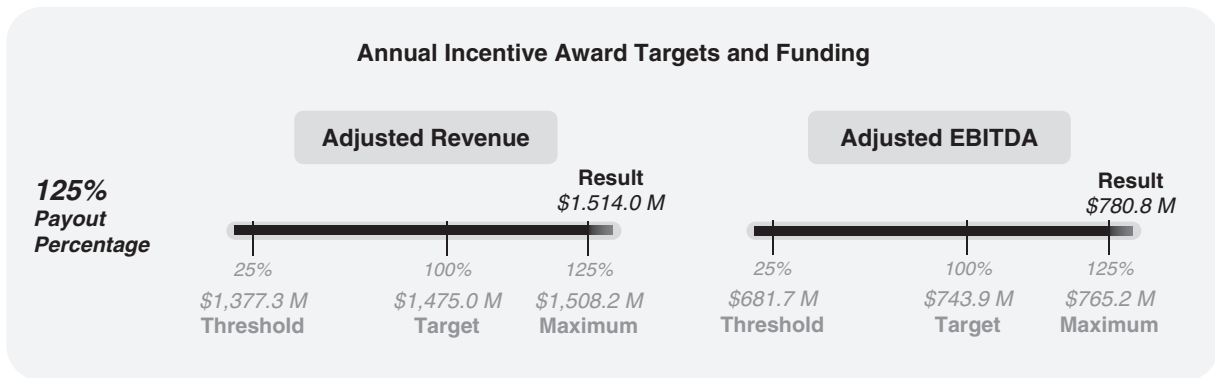 Annual Incentive Award Targets and Funding
125%
Payout
Percentage
Adjusted Revenue
Result
$1.514.0 M
25%
100%
125%
$1,377.3 M
$1,475.0 M
$1,508.2 M
Threshold
Target
Maximum
Adjusted EBITDA
Result
$780.8 M
25%
100%
125%
$681.7 M
$743.9 M
$765.2 M
Threshold
Target
Maximum